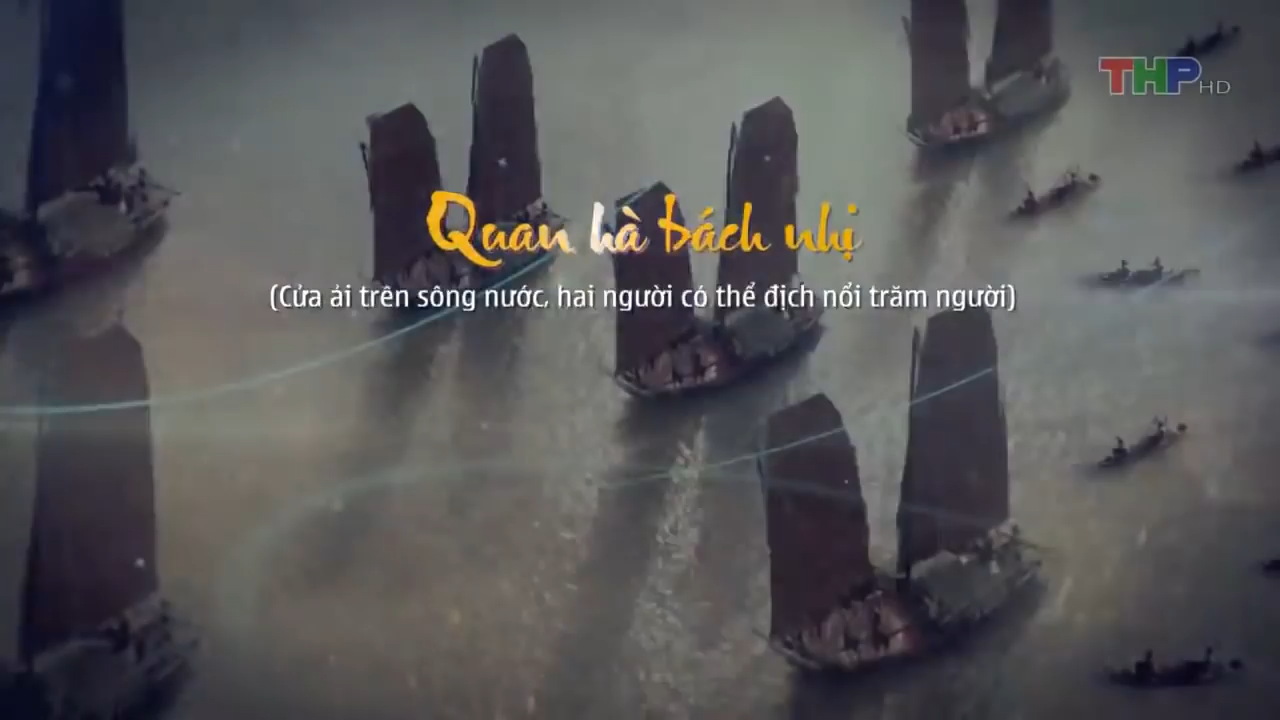 THP HD
Quan hà bách nhị
(Cửa ải trên sông nước, hai người có thể địch nổi trăm người)